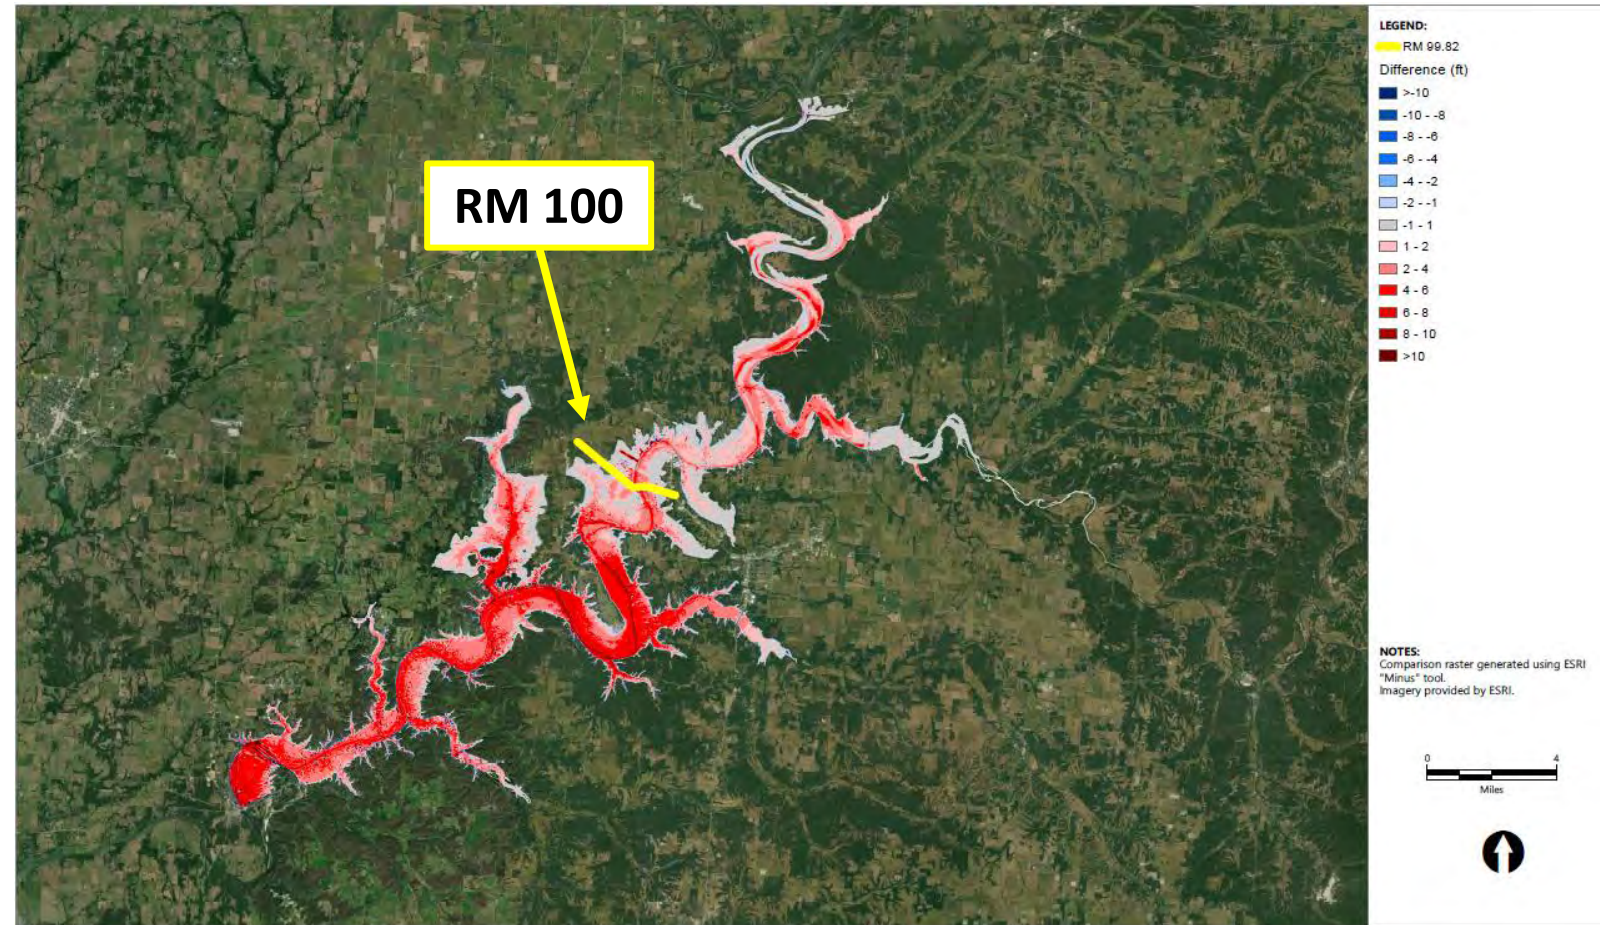 RM 100
LEGEND:
RM 99.82
Difference (ft)
>-10
-10 - -8
-8 - -6
-6 - -4
-4 - -2
-2 - -1
-1 - 1
1 - 2
2 - 4
4 - 6
6 - 8
8 - 10
>10
NOTES:
Comparison raster generated using ESRI
"Minus" tool.
Imagery provided by ESRI.
0 4
Miles